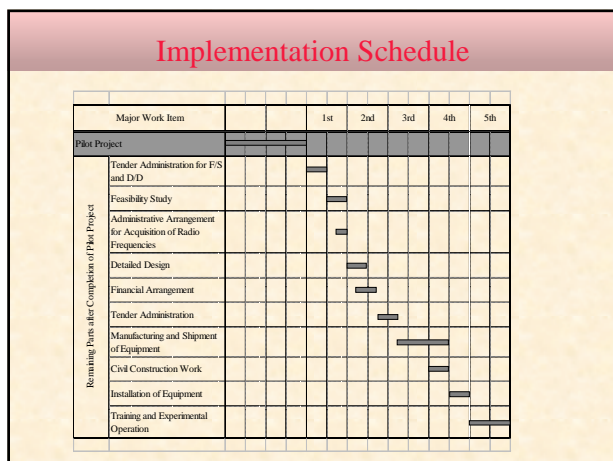 Implementation Schedule
Major Work Item
1st
2nd
3rd
4th
5th
Pilot Project
Remaining Parts after Completion of Pilot Project
Tender Administration for F/S
and D/D
Feasibility Study
Administrative Arrangement
for Acquisition of Radio
Frequencies
Detailed Design
Financial Arrangement
Tender Administration
Manufacturing and Shipment
of Equipment
Civil Construction Work
Installation of Equipment
Training and Experimental
Operation